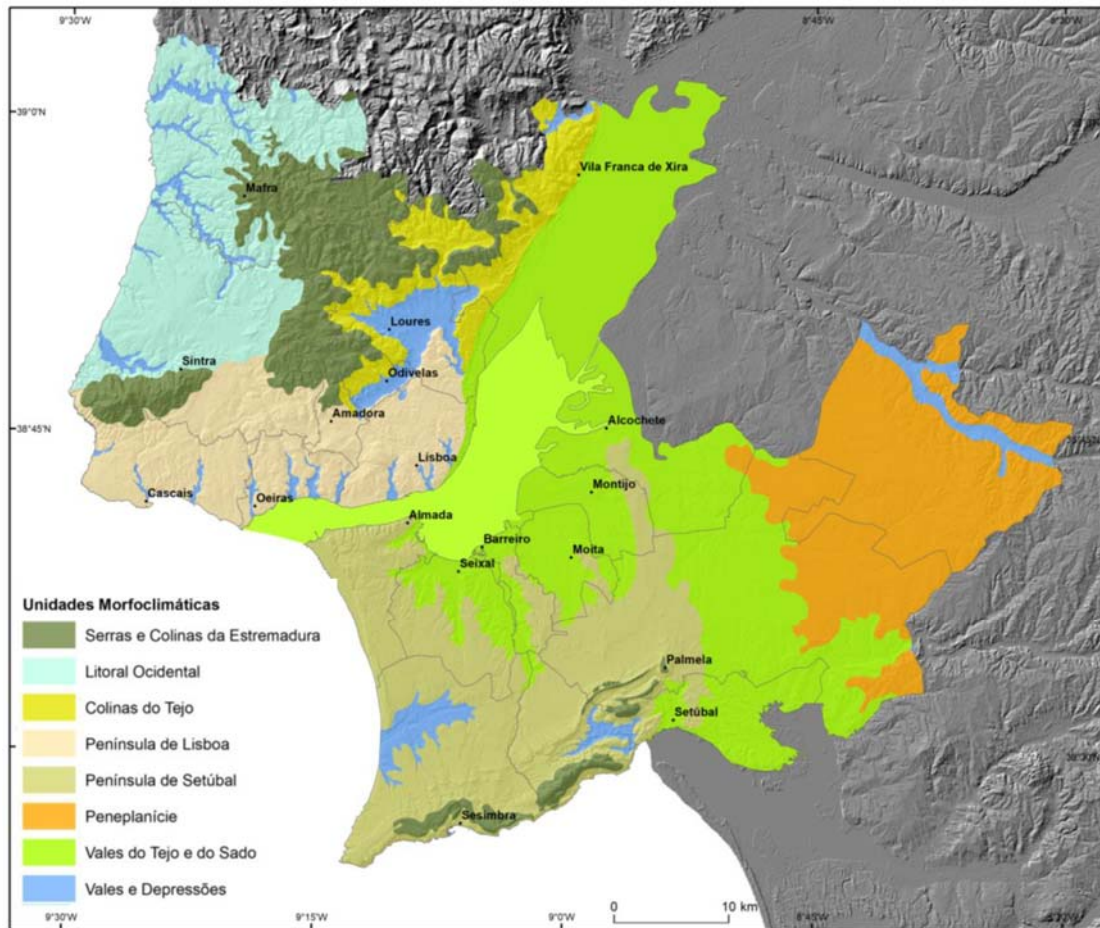 9°30'W
8°45'W
39°0'N
Vila Franca de Xira
Mafra
Loures
Sintra
Odivelas
Amadora
Alcochete
38°45'N
Lisboa
Cascais
Oeiras
Montijo
Almada
Barreiro
Moita
Seixal
Palmela
Setúbal
Sesimbra
Unidades Morfoclimáticas
Serras e Colinas da Estremadura
Litoral Ocidental
Colinas do Tejo
Península de Lisboa
Península de Setúbal
Peneplanície
Vales do Tejo e do Sado
Vales e Depressões
0 10 km
9°30'W 9°15'W 9°0'W 8°45'W